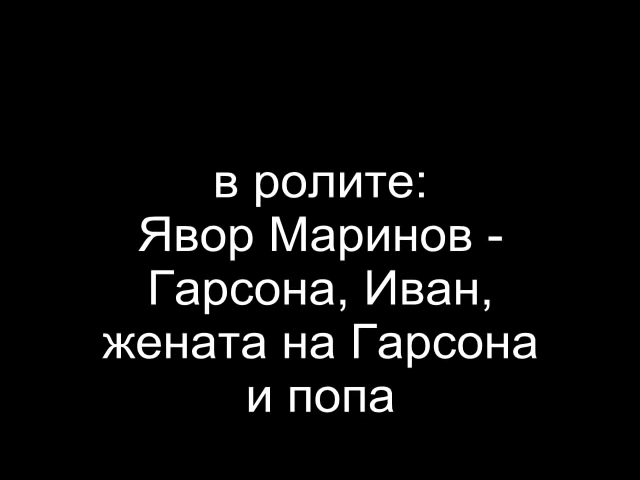 в ролите:
Явор Маринов -
Гарсона, Иван,
жената на Гарсона
и попа